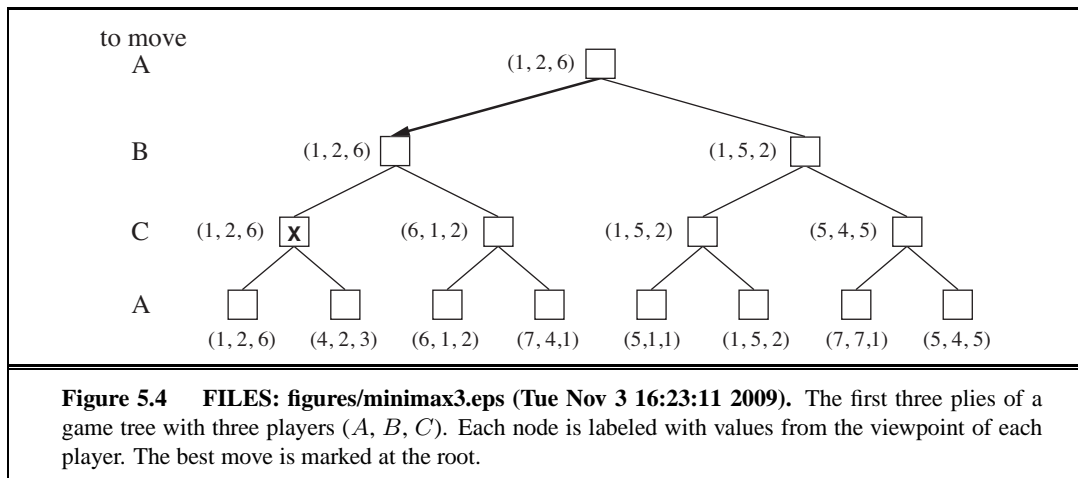 to move
A (1, 2, 6)
B (1, 2, 6) (1, 5, 2)
C (1, 2, 6) X (6, 1, 2) (1, 5, 2) (5, 4, 5)
A
(1, 2, 6) (4, 2, 3) (6, 1, 2) (7, 4,1) (5,1,1) (1, 5, 2) (7, 7,1) (5, 4, 5)
Figure 5.4 FILES: figures/minimax3.eps (Tue Nov 3 16:23:11 2009). The first three plies of a
game tree with three players (A, B, C). Each node is labeled with values from the viewpoint of each
player. The best move is marked at the root.